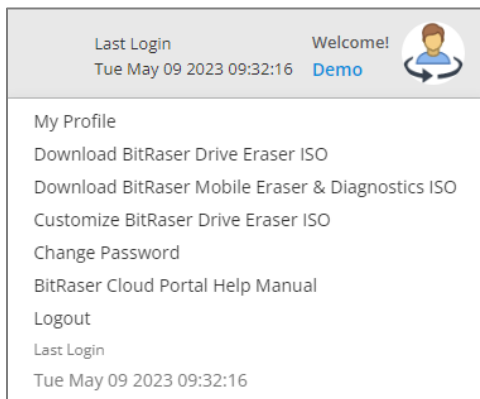 Last Login
Tue May 09 2023 09:32:16
Welcome!
Demo
My Profile
Download BitRaser Drive Eraser ISO
Download BitRaser Mobile Eraser & Diagnostics ISO
Customize BitRaser Drive Eraser ISO
Change Password
BitRaser Cloud Portal Help Manual
Logout
Last Login
Tue May 09 2023 09:32:16